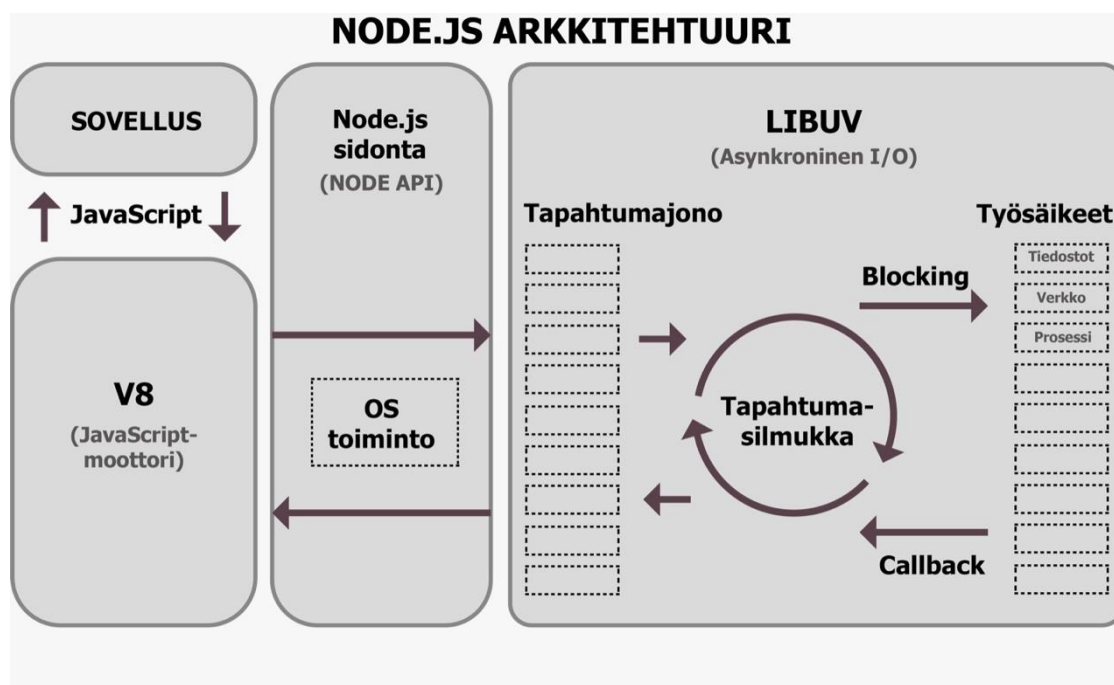 NODE.JS ARKKITEHTUURI
SOVELLUS
JavaScript
V8
(JavaScript-
moottori)
Node.js
sidonta
(NODE API)
OS
toiminto
LIBUV
(Asynkroninen I/O)
Tapahtumajono
Työsäikeet
Blocking
Tiedostot
Verkko
Prosessi
Tapahtuma-
silmukka
Callback